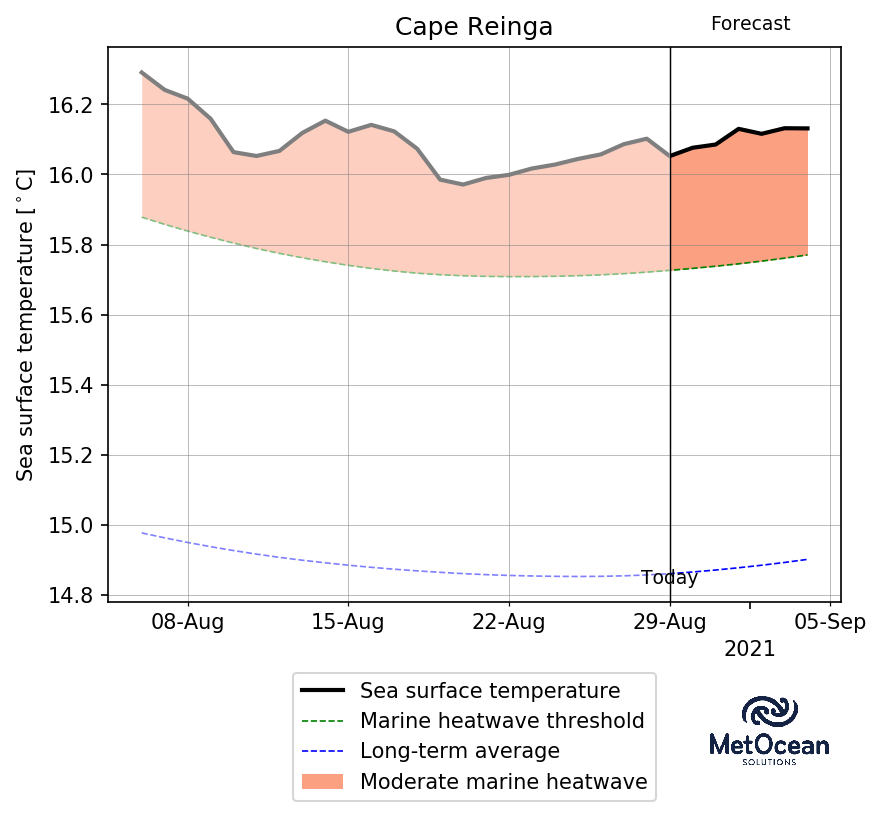 Cape Reinga
Forecast
Sea surface temperature [°C]
16.2
16.0
15.8
15.6
15.4
15.2
15.0
14.8
Today
08-Aug
15-Aug
22-Aug
29-Aug
05-Sep
2021
Sea surface temperature
Marine heatwave threshold
Long-term average
Moderate marine heatwave
MetOcean
SOLUTIONS